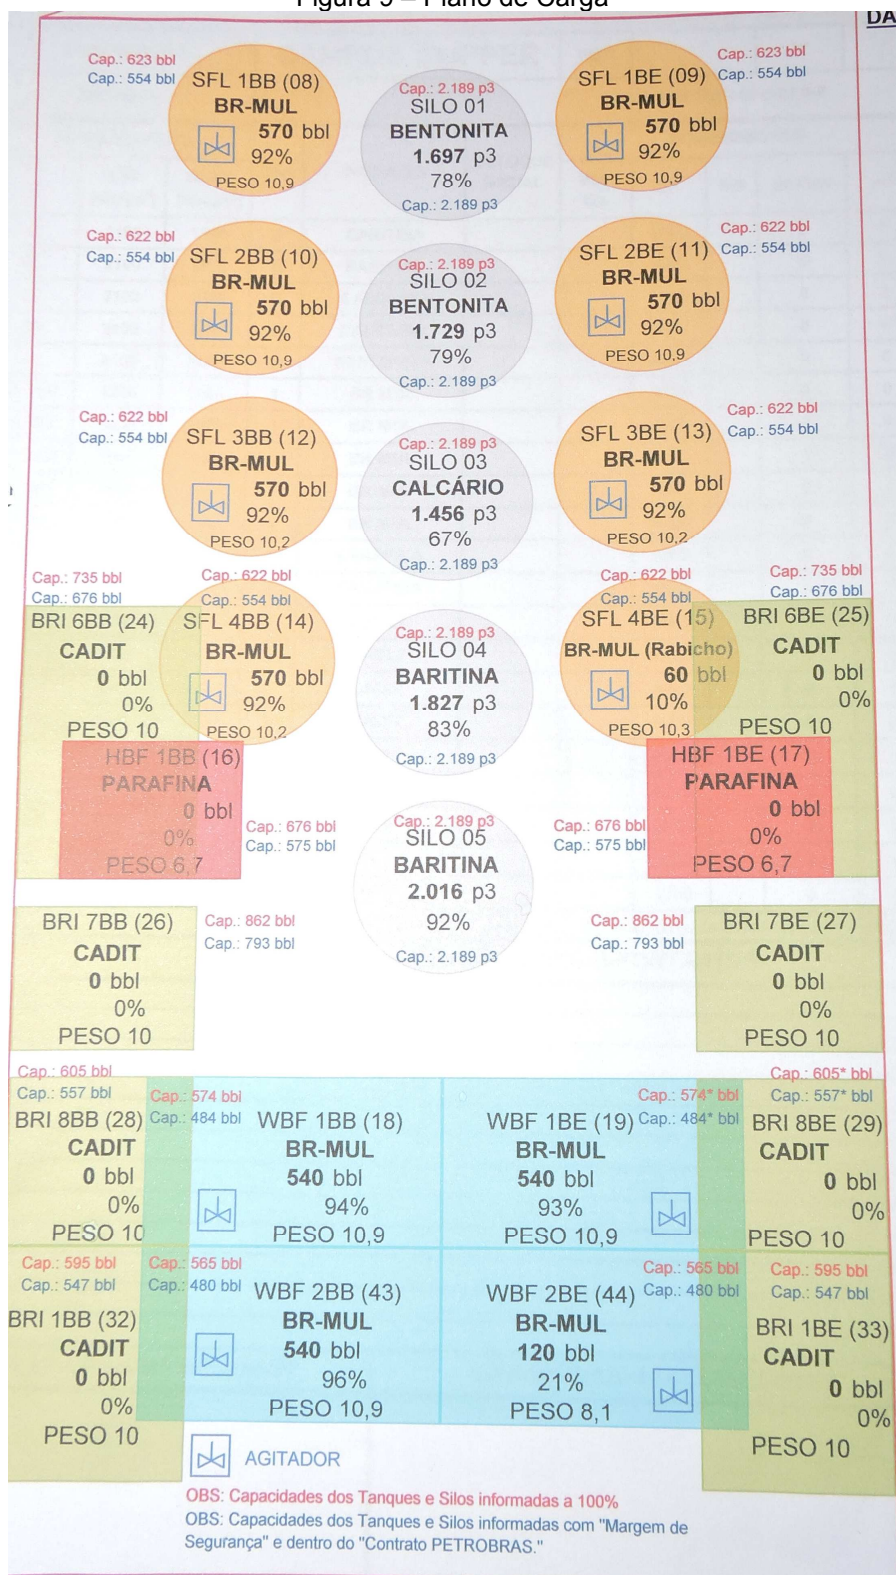 Figura 9 – Plano de Carga
DA
Cap.: 623 bbl
Cap.: 554 bbl
SFL 1BB (08)
BR-MUL
570 bbl
92%
PESO 10,9
Cap.: 2.189 p3
SILO 01
BENTONITA
1.697 p3
78%
Cap.: 2.189 p3
SFL 1BE (09)
BR-MUL
570 bbl
92%
PESO 10,9
Cap.: 623 bbl
Cap.: 554 bbl
Cap.: 622 bbl
Cap.: 554 bbl
SFL 2BB (10)
BR-MUL
570 bbl
92%
PESO 10,9
Cap.: 2.189 p3
SILO 02
BENTONITA
1.729 p3
79%
Cap.: 2.189 p3
SFL 2BE (11)
BR-MUL
570 bbl
92%
PESO 10,9
Cap.: 622 bbl
Cap.: 554 bbl
Cap.: 622 bbl
Cap.: 554 bbl
SFL 3BB (12)
BR-MUL
570 bbl
92%
PESO 10,2
Cap.: 2.189 p3
SILO 03
CALCÁRIO
1.456 p3
67%
Cap.: 2.189 p3
SFL 3BE (13)
BR-MUL
570 bbl
92%
PESO 10,2
Cap.: 622 bbl
Cap.: 554 bbl
Cap.: 735 bbl
Cap.: 676 bbl
BRI 6BB (24)
CADIT
0 bbl
0%
PESO 10
Cap.: 622 bbl
Cap.: 554 bbl
SFL 4BB (14)
BR-MUL
570 bbl
92%
PESO 10,2
Cap.: 2.189 p3
SILO 04
BARITINA
1.827 p3
83%
Cap.: 2.189 p3
Cap.: 622 bbl
Cap.: 554 bbl
SFL 4BE (15)
BR-MUL (Rabicho)
60 bbl
10%
PESO 10,3
Cap.: 735 bbl
Cap.: 676 bbl
BRI 6BE (25)
CADIT
0 bbl
0%
PESO 10
HBF 1BB (16)
PARAFINA
0 bbl
0%
PESO 6,7
Cap.: 676 bbl
Cap.: 575 bbl
Cap.: 2.189 p3
SILO 05
BARITINA
2.016 p3
92%
Cap.: 2.189 p3
Cap.: 676 bbl
Cap.: 575 bbl
HBF 1BE (17)
PARAFINA
0 bbl
0%
PESO 6,7
BRI 7BB (26)
CADIT
0 bbl
0%
PESO 10
Cap.: 862 bbl
Cap.: 793 bbl
Cap.: 862 bbl
Cap.: 793 bbl
BRI 7BE (27)
CADIT
0 bbl
0%
PESO 10
Cap.: 605 bbl
Cap.: 557 bbl
BRI 8BB (28)
CADIT
0 bbl
0%
PESO 10
Cap.: 574 bbl
Cap.: 484 bbl
WBF 1BB (18)
BR-MUL
540 bbl
94%
PESO 10,9
WBF 1BE (19)
BR-MUL
540 bbl
93%
PESO 10,9
Cap.: 574* bbl
Cap.: 484* bbl
Cap.: 605* bbl
Cap.: 557* bbl
BRI 8BE (29)
CADIT
0 bbl
0%
PESO 10
Cap.: 595 bbl
Cap.: 547 bbl
BRI 1BB (32)
CADIT
0 bbl
0%
PESO 10
Cap.: 565 bbl
Cap.: 480 bbl
WBF 2BB (43)
BR-MUL
540 bbl
96%
PESO 10,9
WBF 2BE (44)
BR-MUL
120 bbl
21%
PESO 8,1
Cap.: 565 bbl
Cap.: 480 bbl
Cap.: 595 bbl
Cap.: 547 bbl
BRI 1BE (33)
CADIT
0 bbl
0%
PESO 10
AGITADOR
OBS: Capacidades dos Tanques e Silos informadas a 100%
OBS: Capacidades dos Tanques e Silos informadas com "Margem de
Segurança" e dentro do "Contrato PETROBRAS."